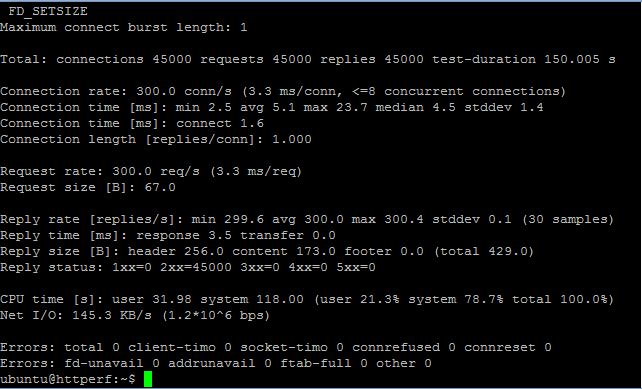 FD_SETSIZE
Maximum connect burst length: 1
Total: connections 45000 requests 45000 replies 45000 test-duration 150.005 s
Connection rate: 300.0 conn/s (3.3 ms/conn, <=8 concurrent connections)
Connection time [ms]: min 2.5 avg 5.1 max 23.7 median 4.5 stddev 1.4
Connection time [ms]: connect 1.6
Connection length [replies/conn]: 1.000
Request rate: 300.0 req/s (3.3 ms/req)
Request size [B]: 67.0
Reply rate [replies/s]: min 299.6 avg 300.0 max 300.4 stddev 0.1 (30 samples)
Reply time [ms]: response 3.5 transfer 0.0
Reply size [B]: header 256.0 content 173.0 footer 0.0 (total 429.0)
Reply status: 1xx=0 2xx=45000 3xx=0 4xx=0 5xx=0
CPU time [s]: user 31.98 system 118.00 (user 21.3% system 78.7% total 100.0%)
Net I/O: 145.3 KB/s (1.2*10^6 bps)
Errors: total 0 client-timo 0 socket-timo 0 connrefused 0 connreset 0
Errors: fd-unavail 0 addrunavail 0 ftab-full 0 other 0
ubuntu@httperf:~$